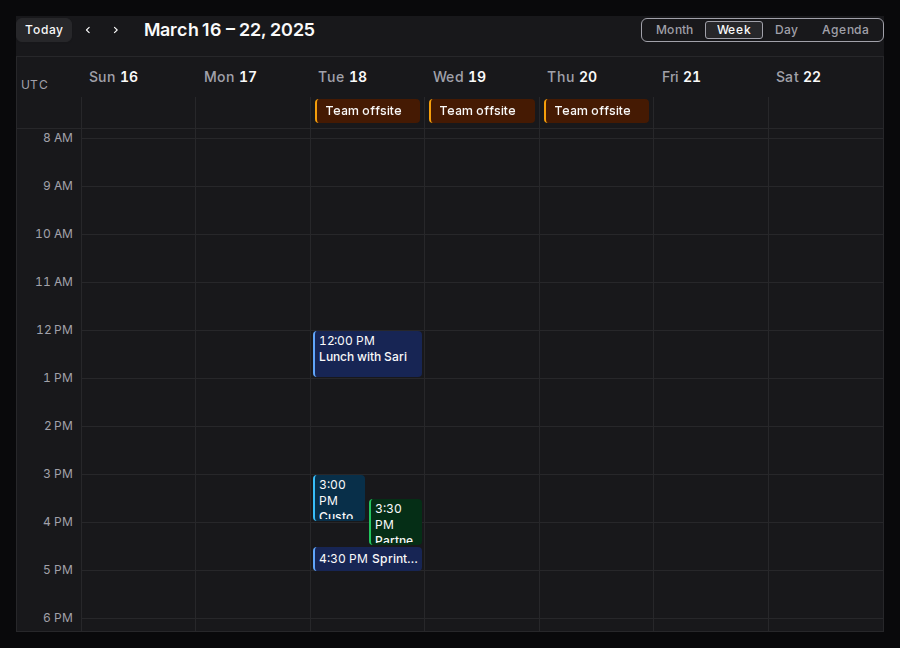 Today ‹ › March 16 – 22, 2025 Month Week Day Agenda
UTC Sun 16 Mon 17 Tue 18 Wed 19 Thu 20 Fri 21 Sat 22
Team offsite Team offsite Team offsite
8 AM
9 AM
10 AM
11 AM
12 PM
12:00 PM
Lunch with Sari
1 PM
2 PM
3 PM
3:00
PM
Custo
3:30
PM
Partne
4 PM
4:30 PM Sprint...
5 PM
6 PM